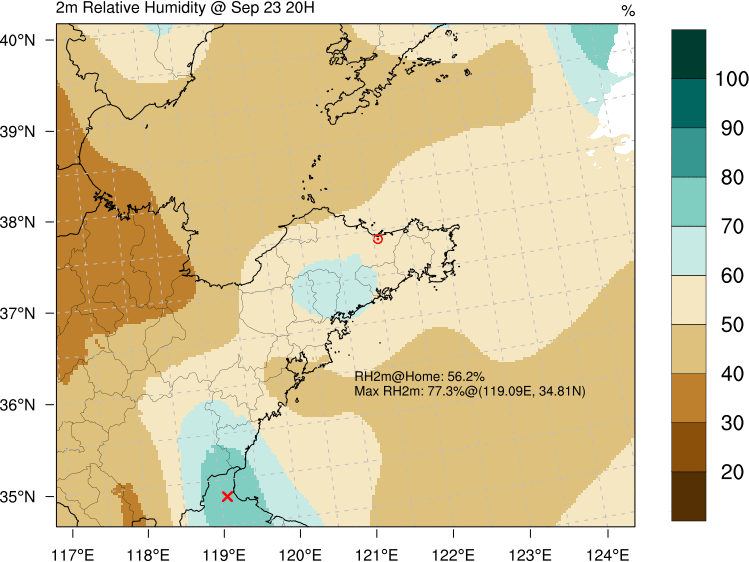 2m Relative Humidity @ Sep 23 20H
%
40°N
39°N
38°N
37°N
36°N
35°N
117°E 118°E 119°E 120°E 121°E 122°E 123°E 124°E
RH2m@Home: 56.2%
Max RH2m: 77.3%@(119.09E, 34.81N)
100
90
80
70
60
50
40
30
20